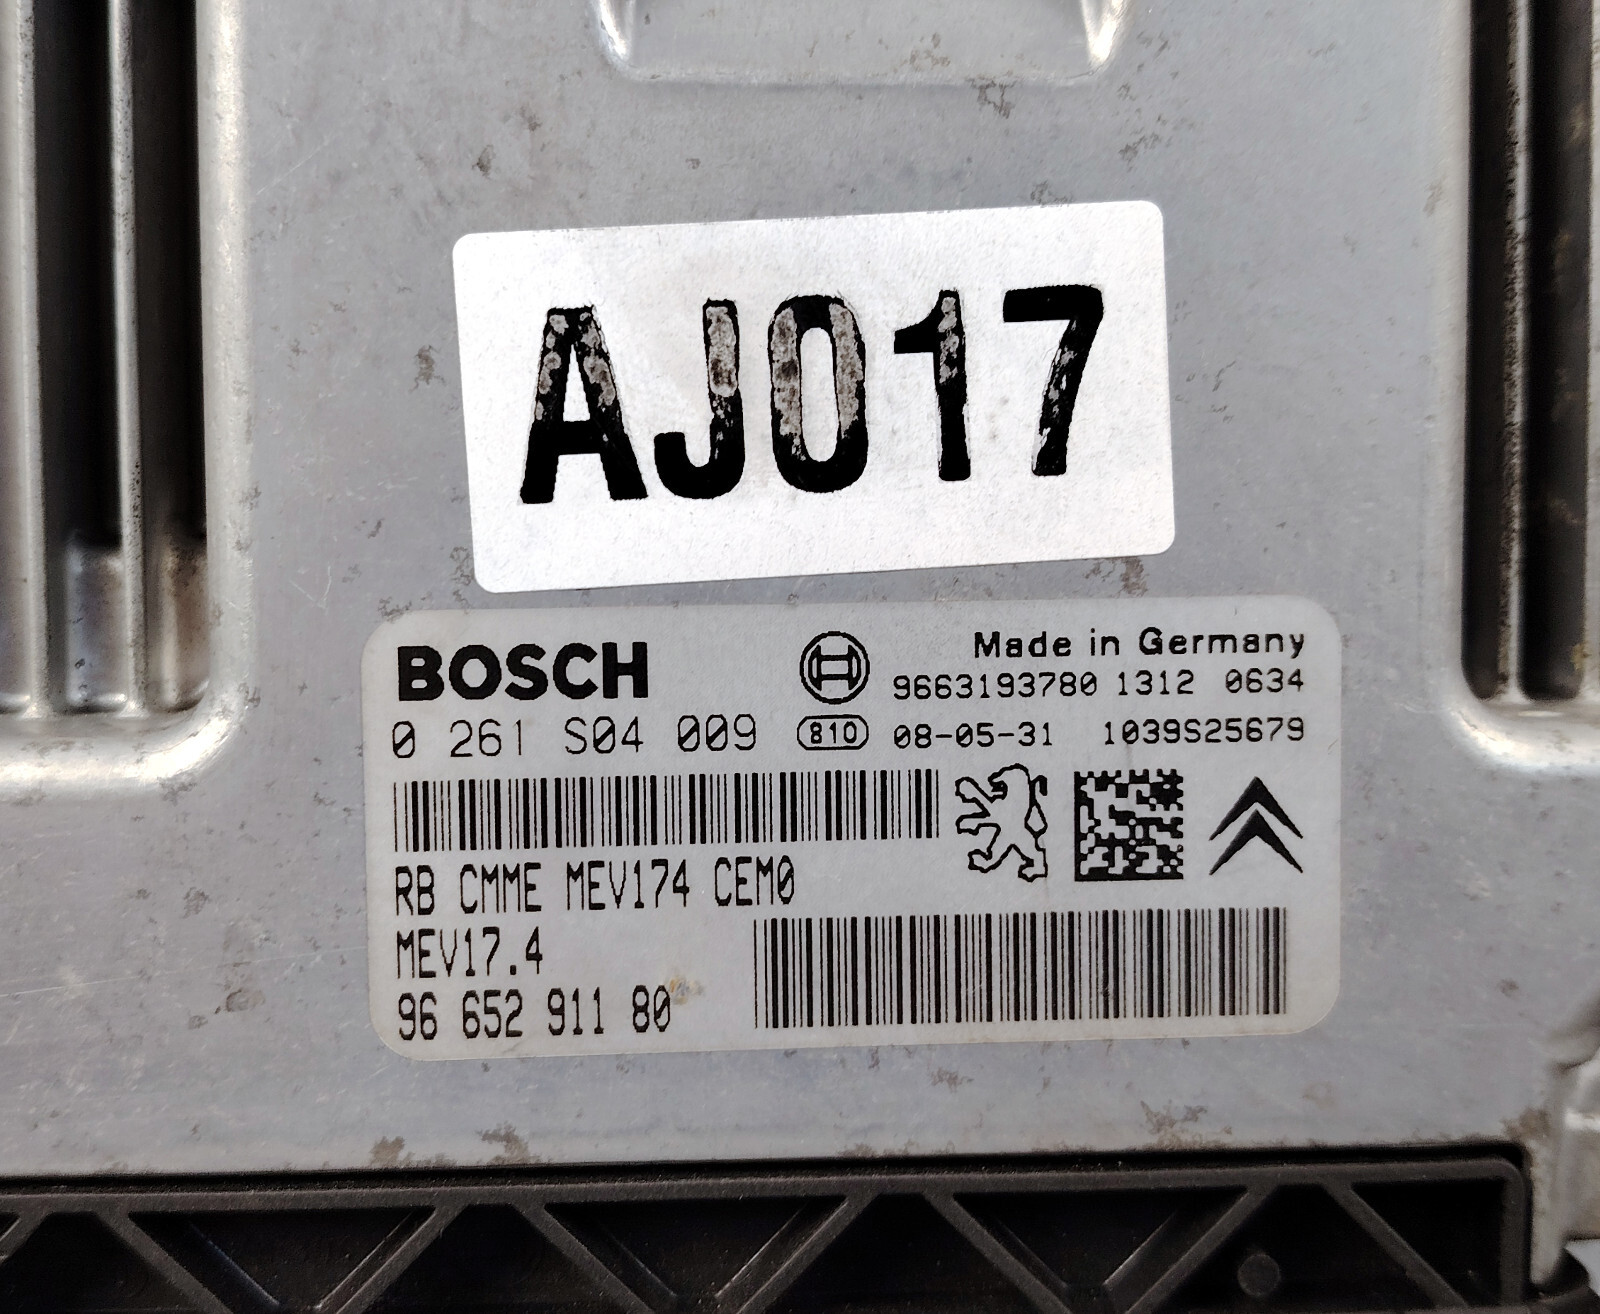 AJ017
BOSCH
Made in Germany
9663193780 1312 0634
0 261 S04 009
810
08-05-31 1039S25679
RB CMME MEV174 CEM0
MEV17.4
96 652 911 80